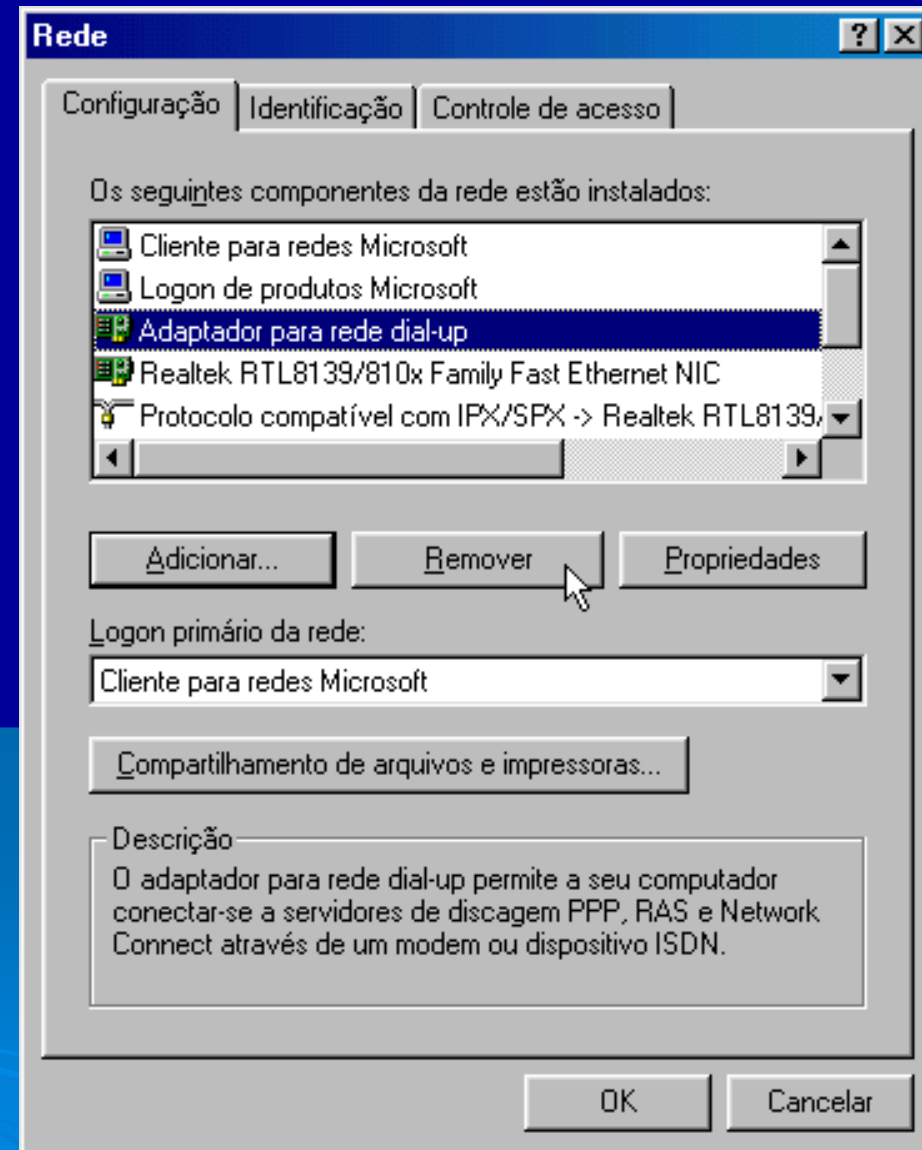 Rede
Configuração Identificação Controle de acesso
Os seguintes componentes da rede estão instalados:
Cliente para redes Microsoft
Logon de produtos Microsoft
Adaptador para rede dial-up
Realtek RTL8139/810x Family Fast Ethernet NIC
Protocolo compatível com IPX/SPX -> Realtek RTL8139/
Adicionar... Remover Propriedades
Logon primário da rede:
Cliente para redes Microsoft
Compartilhamento de arquivos e impressoras...
Descrição
O adaptador para rede dial-up permite a seu computador
conectar-se a servidores de discagem PPP, RAS e Network
Connect através de um modem ou dispositivo ISDN.
OK Cancelar